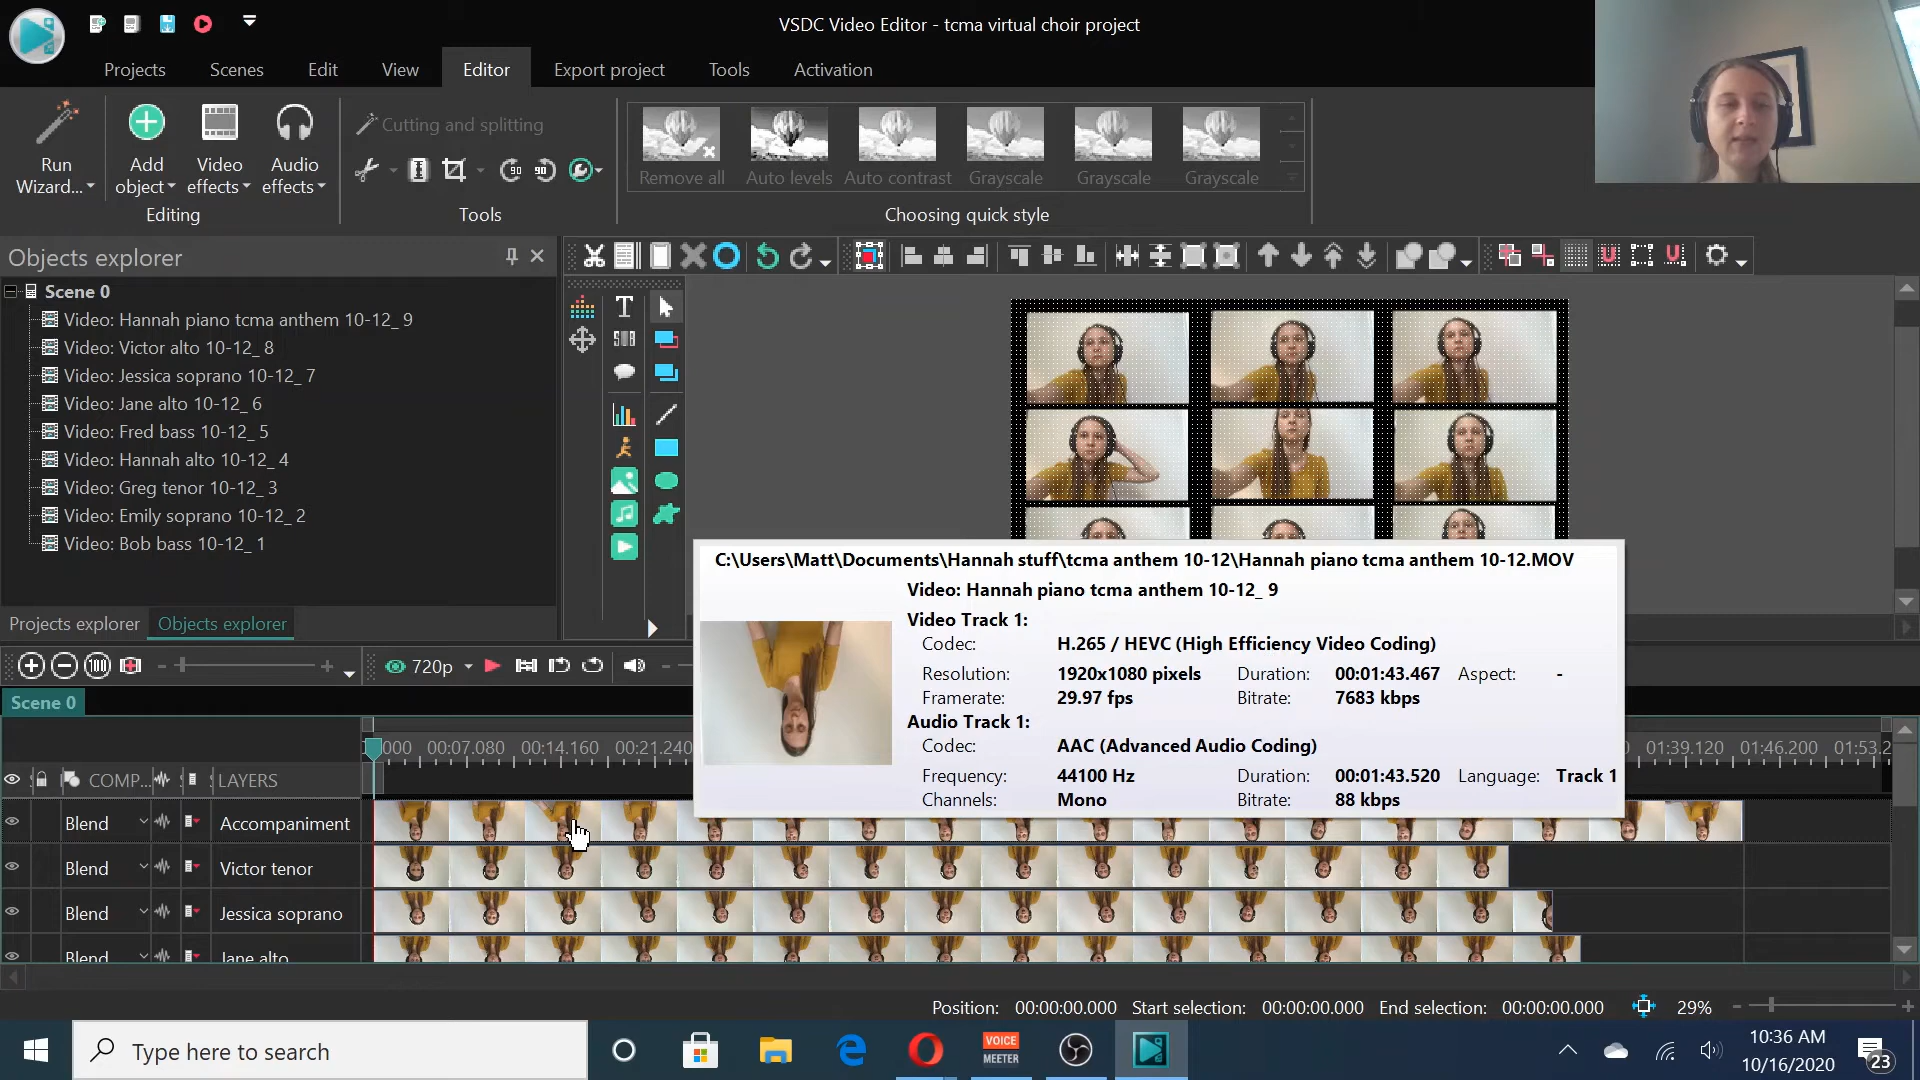 VSDC Video Editor - tcma virtual choir project
Projects Scenes Edit View Editor Export project Tools Activation
Run Wizard...
Add object
Video effects
Audio effects
Editing
Cutting and splitting
Tools
Remove all Auto levels Auto contrast Grayscale Grayscale Grayscale
Choosing quick style
Objects explorer
Scene 0
Video: Hannah piano tcma anthem 10-12_ 9
Video: Victor alto 10-12_ 8
Video: Jessica soprano 10-12_ 7
Video: Jane alto 10-12_ 6
Video: Fred bass 10-12_ 5
Video: Hannah alto 10-12_ 4
Video: Greg tenor 10-12_ 3
Video: Emily soprano 10-12_ 2
Video: Bob bass 10-12_ 1
Projects explorer Objects explorer
C:\Users\Matt\Documents\Hannah stuff\tcma anthem 10-12\Hannah piano tcma anthem 10-12.MOV
Video: Hannah piano tcma anthem 10-12_ 9
Video Track 1:
Codec: H.265 / HEVC (High Efficiency Video Coding)
Resolution: 1920x1080 pixels Duration: 00:01:43.467 Aspect: -
Framerate: 29.97 fps Bitrate: 7683 kbps
Audio Track 1:
Codec: AAC (Advanced Audio Coding)
Frequency: 44100 Hz Duration: 00:01:43.520 Language: Track 1
Channels: Mono Bitrate: 88 kbps
720p
Scene 0
000 00:07.080 00:14.160 00:21.240 0 01:39.120 01:46.200 01:53.2
COMP... LAYERS
Blend Accompaniment
Blend Victor tenor
Blend Jessica soprano
Blend Jane alto
Position: 00:00:00.000 Start selection: 00:00:00.000 End selection: 00:00:00.000 29%
Type here to search
VOICE MEETER
10:36 AM
10/16/2020
23